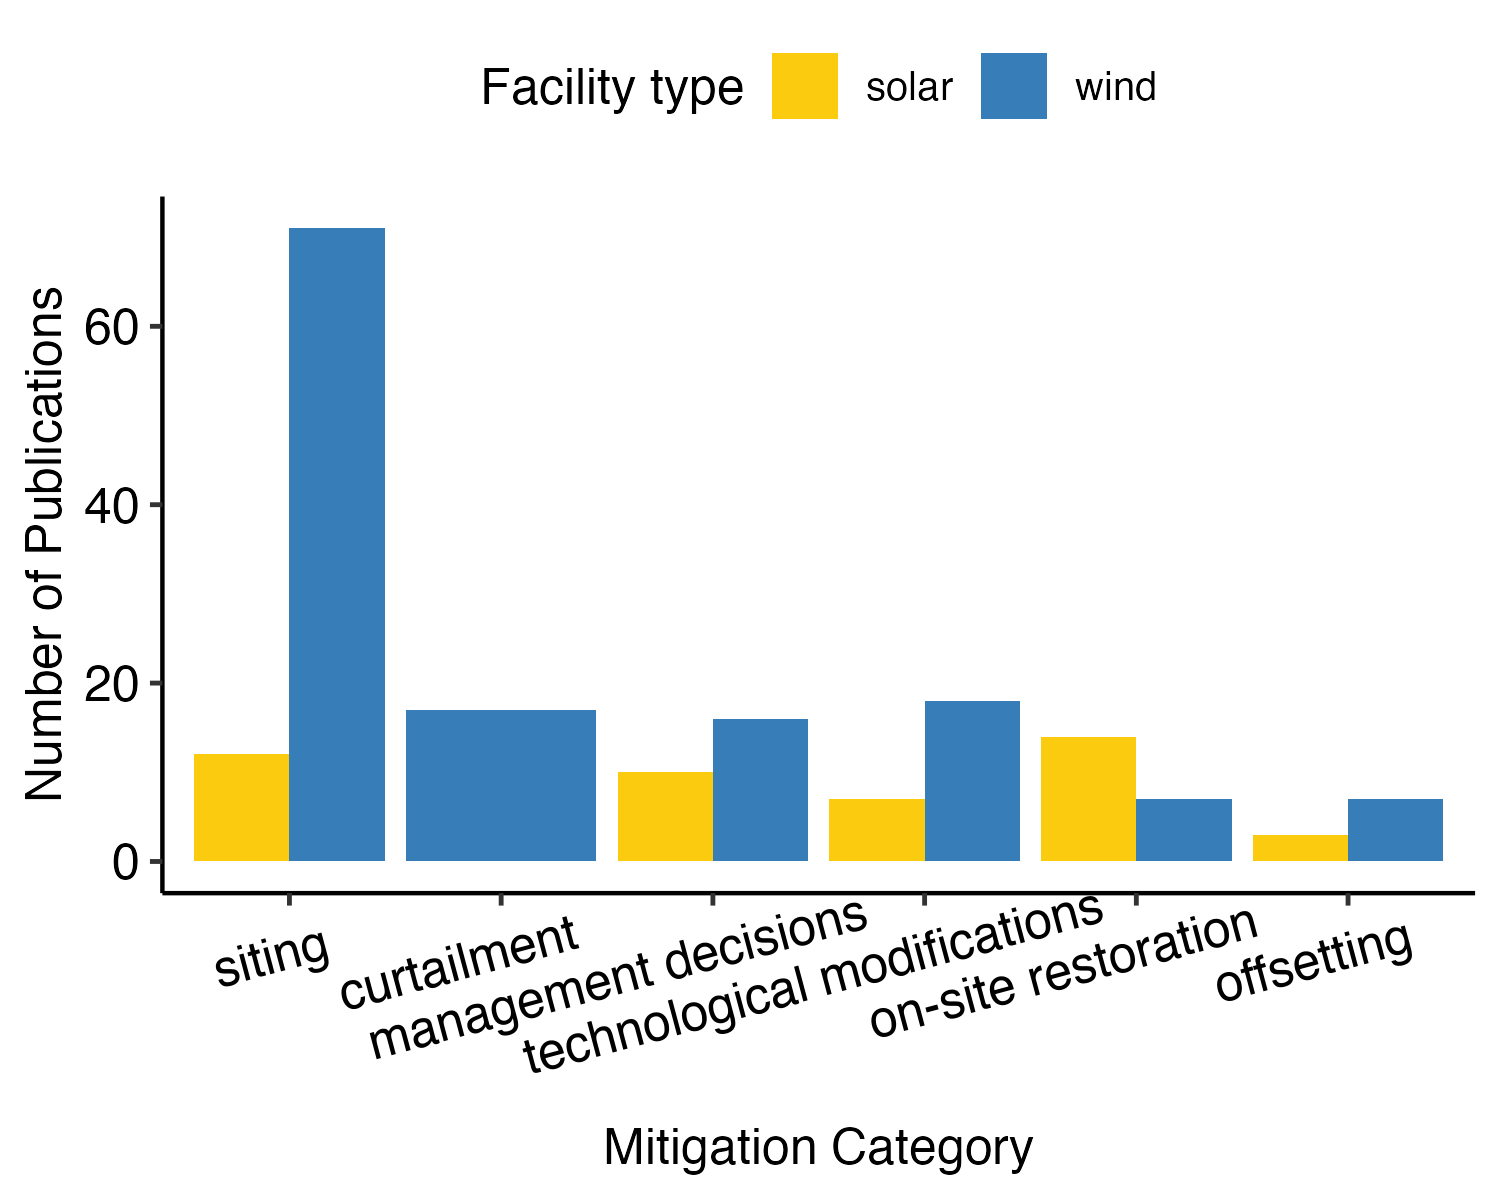 Facility type solar wind
Number of Publications
60
40
20
0
siting
curtailment
management decisions
technological modifications
on-site restoration
offsetting
Mitigation Category